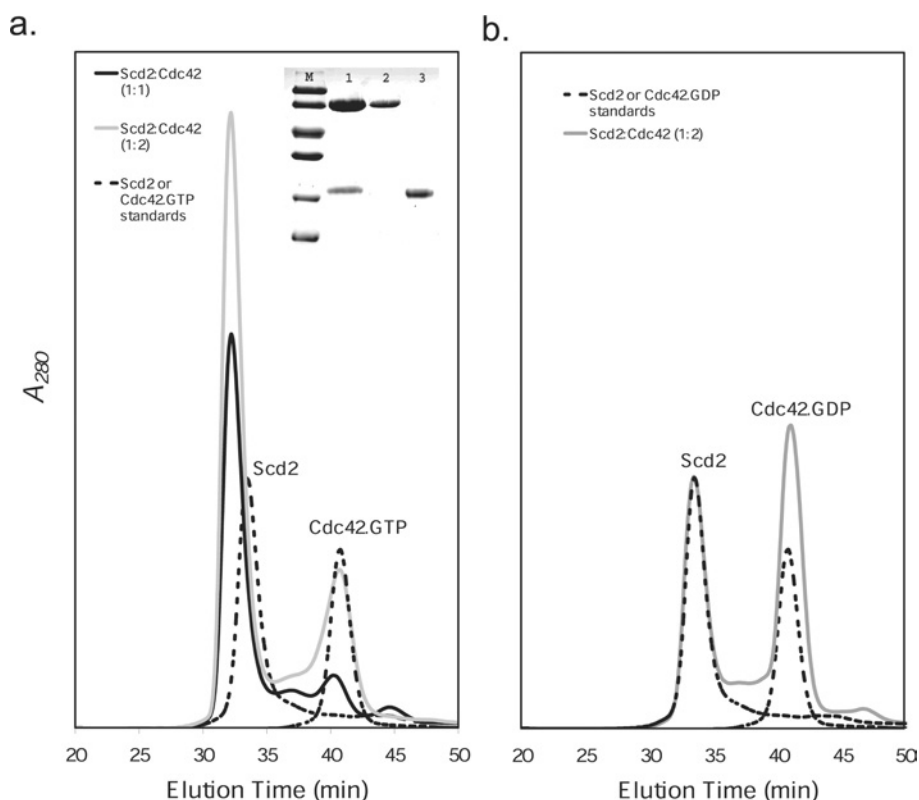 a.
Scd2:Cdc42
(1:1)
Scd2:Cdc42
(1:2)
Scd2 or
Cdc42.GTP
standards
M 1 2 3
Scd2
Cdc42.GTP
A280
20 25 30 35 40 45 50
Elution Time (min)
b.
Scd2 or Cdc42.GDP
standards
Scd2:Cdc42 (1:2)
Scd2
Cdc42.GDP
20 25 30 35 40 45 50
Elution Time (min)